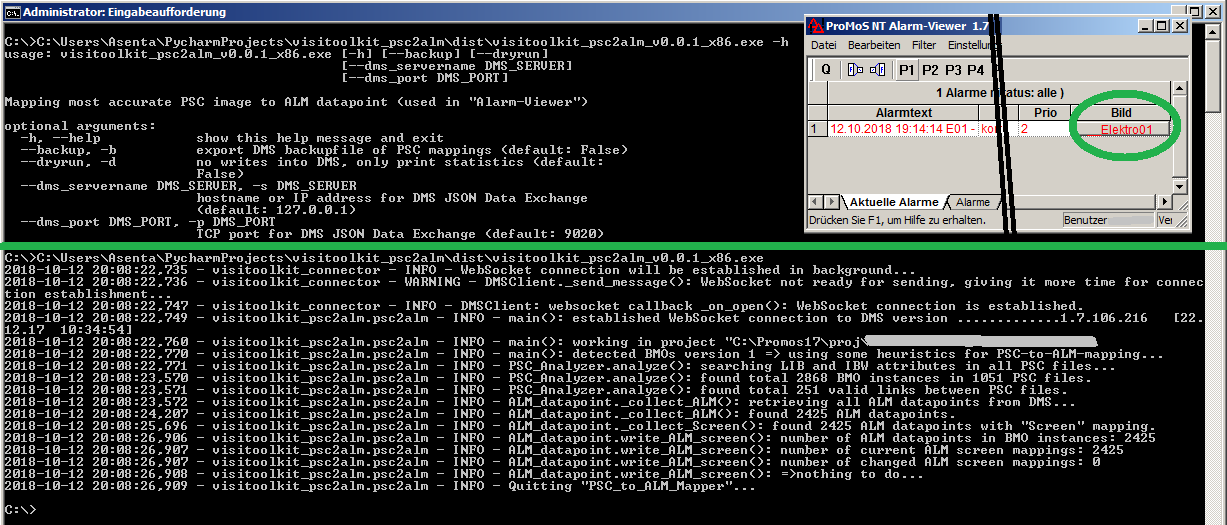 Administrator: Eingabeaufforderung
C:\>C:\Users\Asenta\PycharmProjects\visitoolkit_psc2alm\dist\visitoolkit_psc2alm_v0.0.1_x86.exe -h
usage: visitoolkit_psc2alm_v0.0.1_x86.exe [-h] [--backup] [--dryrun]
[--dms_servername DMS_SERVER]
[--dms_port DMS_PORT]
Mapping most accurate PSC image to ALM datapoint (used in "Alarm-Viewer")
optional arguments:
-h, --help show this help message and exit
--backup, -b export DMS backupfile of PSC mappings (default: False)
--dryrun, -d no writes into DMS, only print statistics (default:
False)
--dms_servername DMS_SERVER, -s DMS_SERVER
hostname or IP address for DMS JSON Data Exchange
(default: 127.0.0.1)
--dms_port DMS_PORT, -p DMS_PORT
TCP port for DMS JSON Data Exchange (default: 9020)
ProMoS NT Alarm-Viewer 1.7
Datei Bearbeiten Filter Einstellu
Q P1 P2 P3 P4
1 Alarme atus: alle )
Alarmtext Prio Bild
1 12.10.2018 19:14:14 E01 - ko 2 Elektro01
Aktuelle Alarme Alarme
Drücken Sie F1, um Hilfe zu erhalten. Benutzer Ve
C:\>C:\Users\Asenta\PycharmProjects\visitoolkit_psc2alm\dist\visitoolkit_psc2alm_v0.0.1_x86.exe
2018-10-12 20:08:22,735 - visitoolkit_connector - INFO - WebSocket connection will be established in background...
2018-10-12 20:08:22,736 - visitoolkit_connector - WARNING - DMSClient._send_message(): WebSocket not ready for sending, giving it more time for connec
tion establishment...
2018-10-12 20:08:22,747 - visitoolkit_connector - INFO - DMSClient: websocket callback _on_open(): WebSocket connection is established.
2018-10-12 20:08:22,749 - visitoolkit_psc2alm.psc2alm - INFO - main(): established WebSocket connection to DMS version .............1.7.106.216 [22.
12.17 10:34:54]
2018-10-12 20:08:22,760 - visitoolkit_psc2alm.psc2alm - INFO - main(): working in project "C:\Promos17\proj\
2018-10-12 20:08:22,770 - visitoolkit_psc2alm.psc2alm - INFO - main(): detected BMOs version 1 => using some heuristics for PSC-to-ALM-mapping...
2018-10-12 20:08:22,771 - visitoolkit_psc2alm.psc2alm - INFO - PSC_Analyzer.analyze(): searching LIB and IBW attributes in all PSC files...
2018-10-12 20:08:23,570 - visitoolkit_psc2alm.psc2alm - INFO - PSC_Analyzer.analyze(): found total 2868 BMO instances in 1051 PSC files.
2018-10-12 20:08:23,571 - visitoolkit_psc2alm.psc2alm - INFO - PSC_Analyzer.analyze(): found total 251 valid links between PSC files.
2018-10-12 20:08:23,572 - visitoolkit_psc2alm.psc2alm - INFO - ALM_datapoint._collect_ALM(): retrieving all ALM datapoints from DMS...
2018-10-12 20:08:24,207 - visitoolkit_psc2alm.psc2alm - INFO - ALM_datapoint._collect_ALM(): found 2425 ALM datapoints.
2018-10-12 20:08:25,696 - visitoolkit_psc2alm.psc2alm - INFO - ALM_datapoint._collect_Screen(): found 2425 ALM datapoints with "Screen" mapping.
2018-10-12 20:08:26,906 - visitoolkit_psc2alm.psc2alm - INFO - ALM_datapoint.write_ALM_screen(): number of ALM datapoints in BMO instances: 2425
2018-10-12 20:08:26,907 - visitoolkit_psc2alm.psc2alm - INFO - ALM_datapoint.write_ALM_screen(): number of current ALM screen mappings: 2425
2018-10-12 20:08:26,907 - visitoolkit_psc2alm.psc2alm - INFO - ALM_datapoint.write_ALM_screen(): number of changed ALM screen mappings: 0
2018-10-12 20:08:26,908 - visitoolkit_psc2alm.psc2alm - INFO - ALM_datapoint.write_ALM_screen(): =>nothing to do...
2018-10-12 20:08:26,909 - visitoolkit_psc2alm.psc2alm - INFO - Quitting "PSC_to_ALM_Mapper"...
C:\>